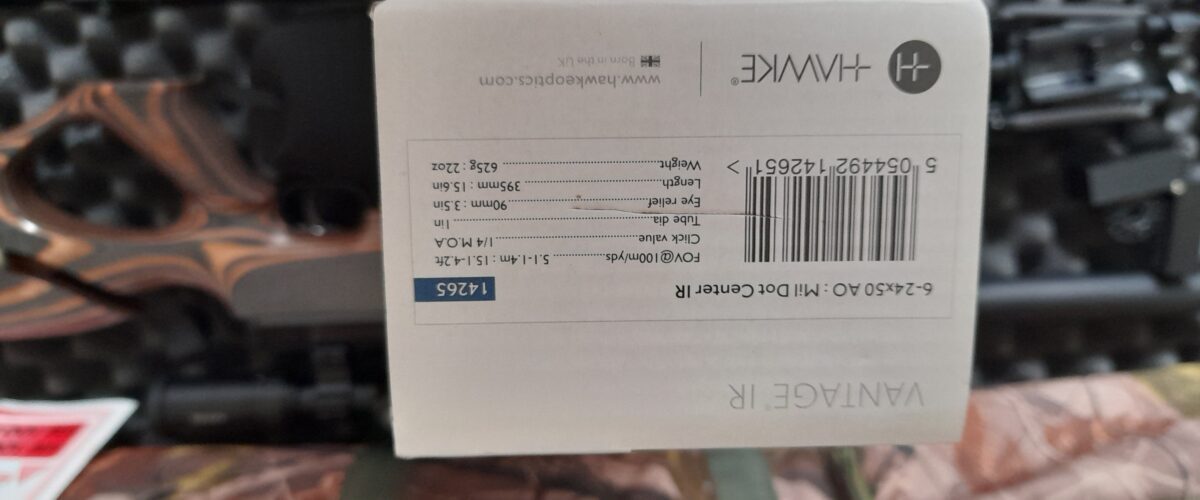 VANTAGE® IR
6-24x50 AO : Mil Dot Center IR
14265
FOV@100m/yds............ 5.1-1.4m : 15.1-4.2ft
Click value............1/4 M.O.A
Tube dia............1in
Eye relief............90mm : 3.5in
Length............395mm : 15.6in
Weight............625g : 22oz
5 054492 142651 >
H HAWKE®
www.hawkeoptics.com
Born in the UK